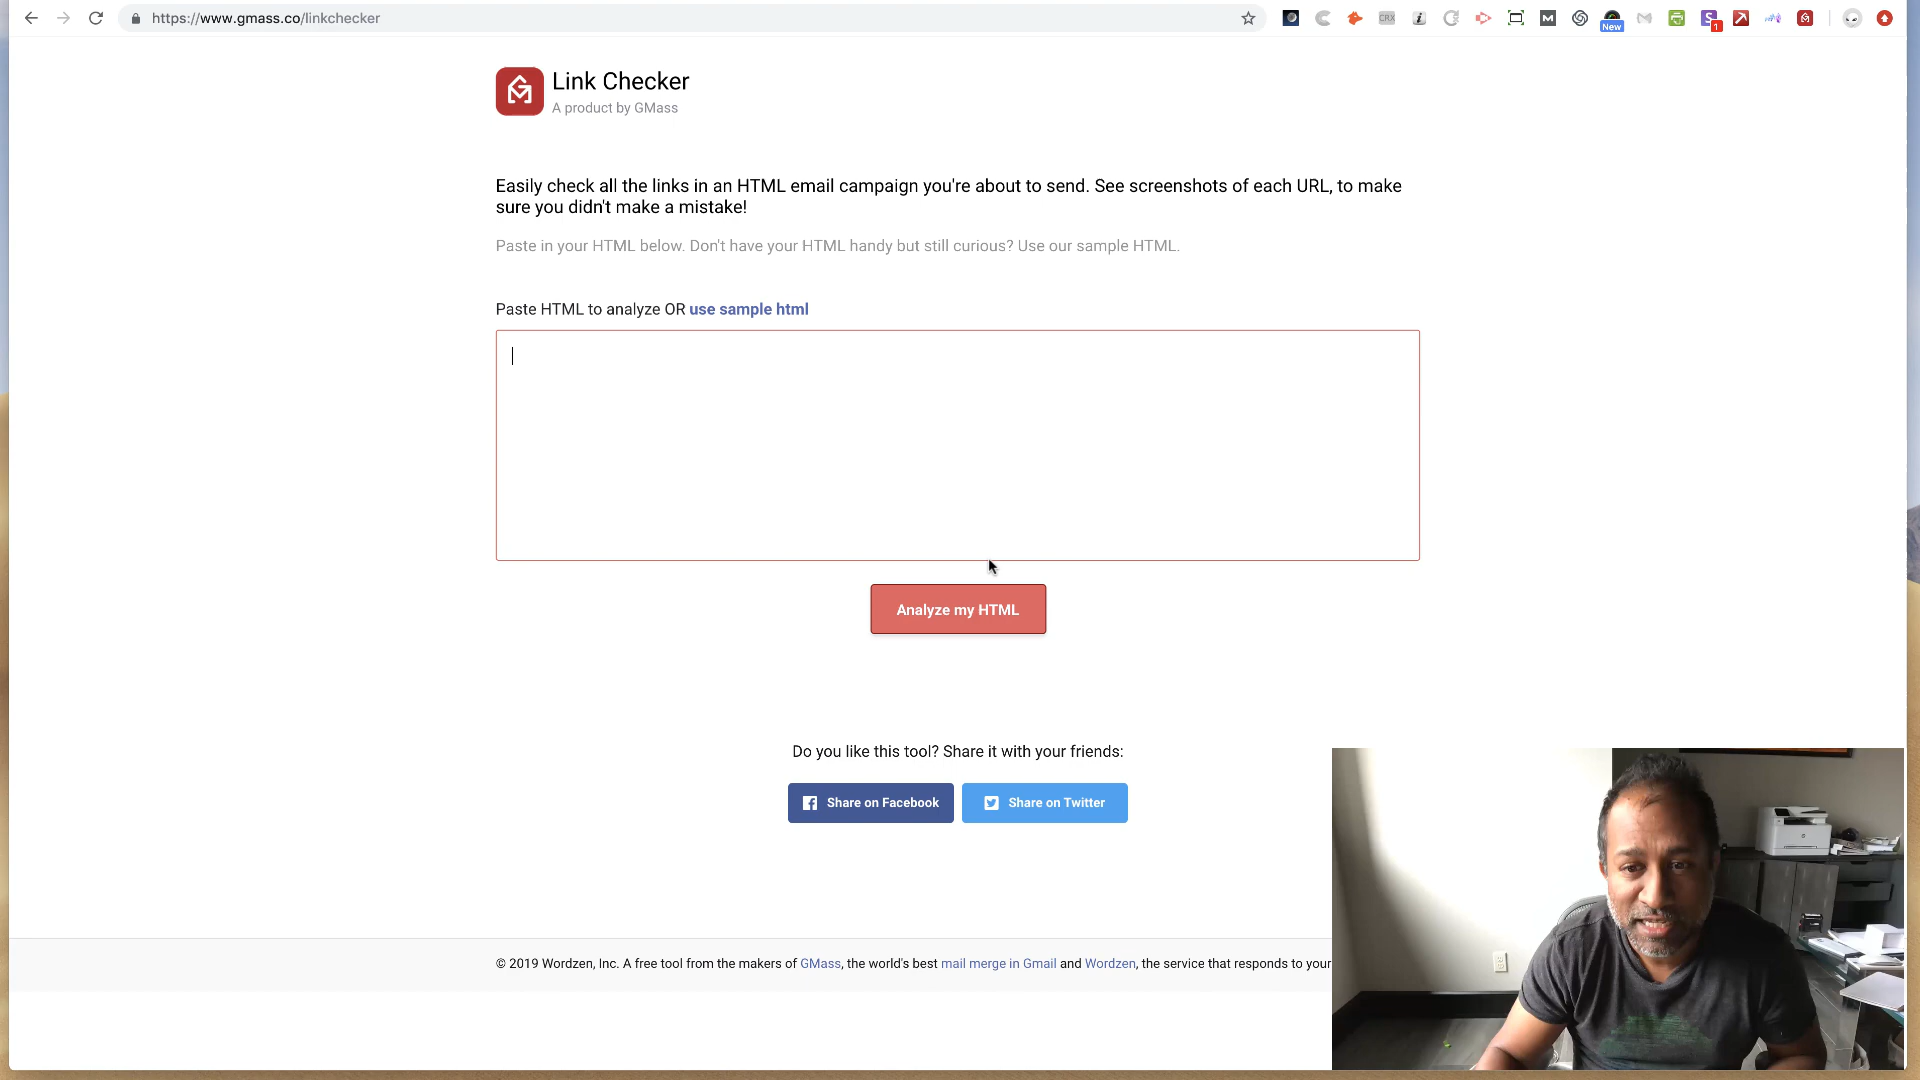 https://www.gmass.co/linkchecker
CRX
New
1
Link Checker
A product by GMass
Easily check all the links in an HTML email campaign you're about to send. See screenshots of each URL, to make
sure you didn't make a mistake!
Paste in your HTML below. Don't have your HTML handy but still curious? Use our sample HTML.
Paste HTML to analyze OR use sample html
Analyze my HTML
Do you like this tool? Share it with your friends:
Share on Facebook
Share on Twitter
© 2019 Wordzen, Inc. A free tool from the makers of GMass, the world's best mail merge in Gmail and Wordzen, the service that responds to your